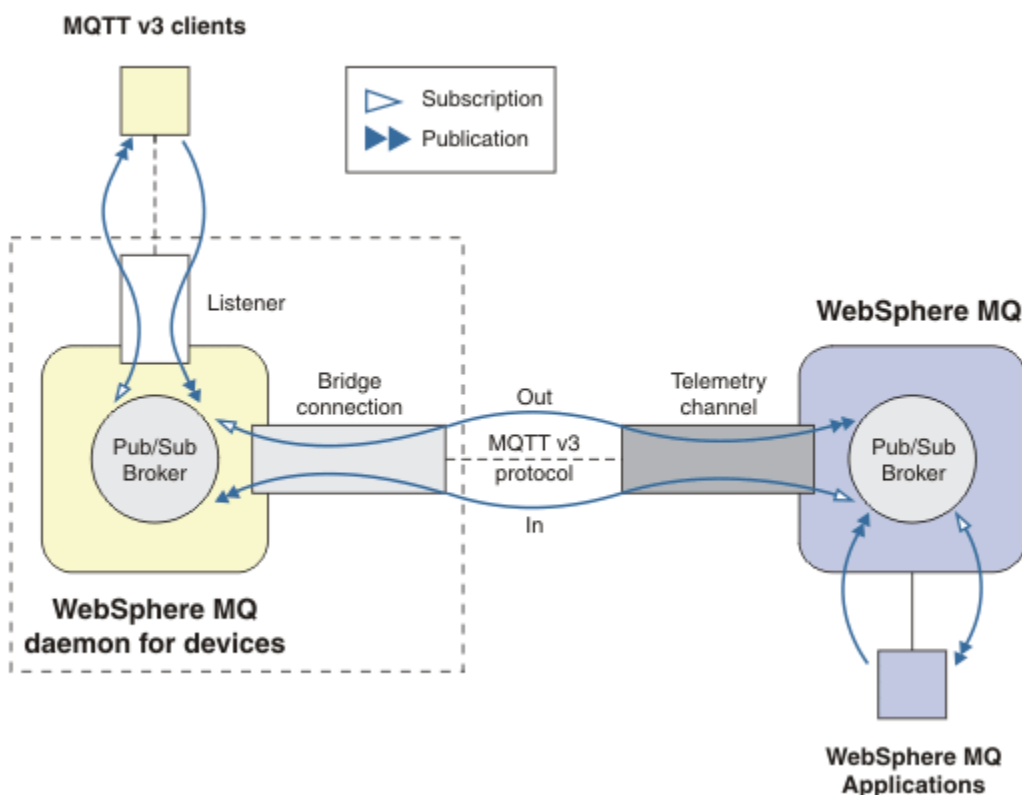 MQTT v3 clients
Subscription
Publication
Listener
WebSphere MQ
Bridge
connection
Out
Telemetry
channel
Pub/Sub
Broker
MQTT v3
protocol
Pub/Sub
Broker
In
WebSphere MQ
daemon for devices
WebSphere MQ
Applications